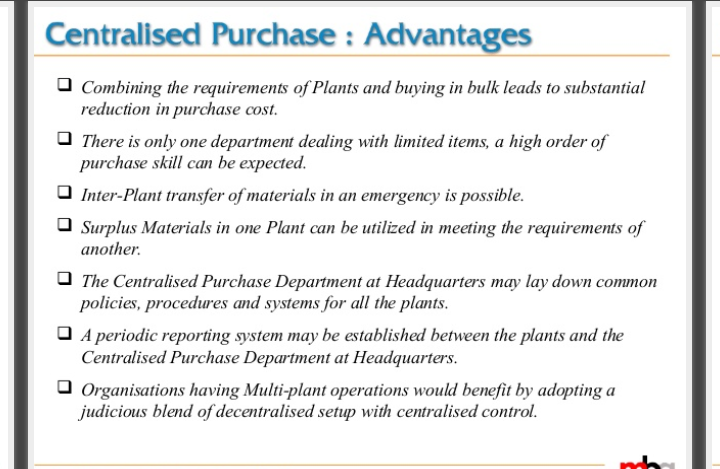 Centralised Purchase : Advantages
Combining the requirements of Plants and buying in bulk leads to substantial
reduction in purchase cost.
There is only one department dealing with limited items, a high order of
purchase skill can be expected.
Inter-Plant transfer of materials in an emergency is possible.
Surplus Materials in one Plant can be utilized in meeting the requirements of
another.
The Centralised Purchase Department at Headquarters may lay down common
policies, procedures and systems for all the plants.
A periodic reporting system may be established between the plants and the
Centralised Purchase Department at Headquarters.
Organisations having Multi-plant operations would benefit by adopting a
judicious blend of decentralised setup with centralised control.